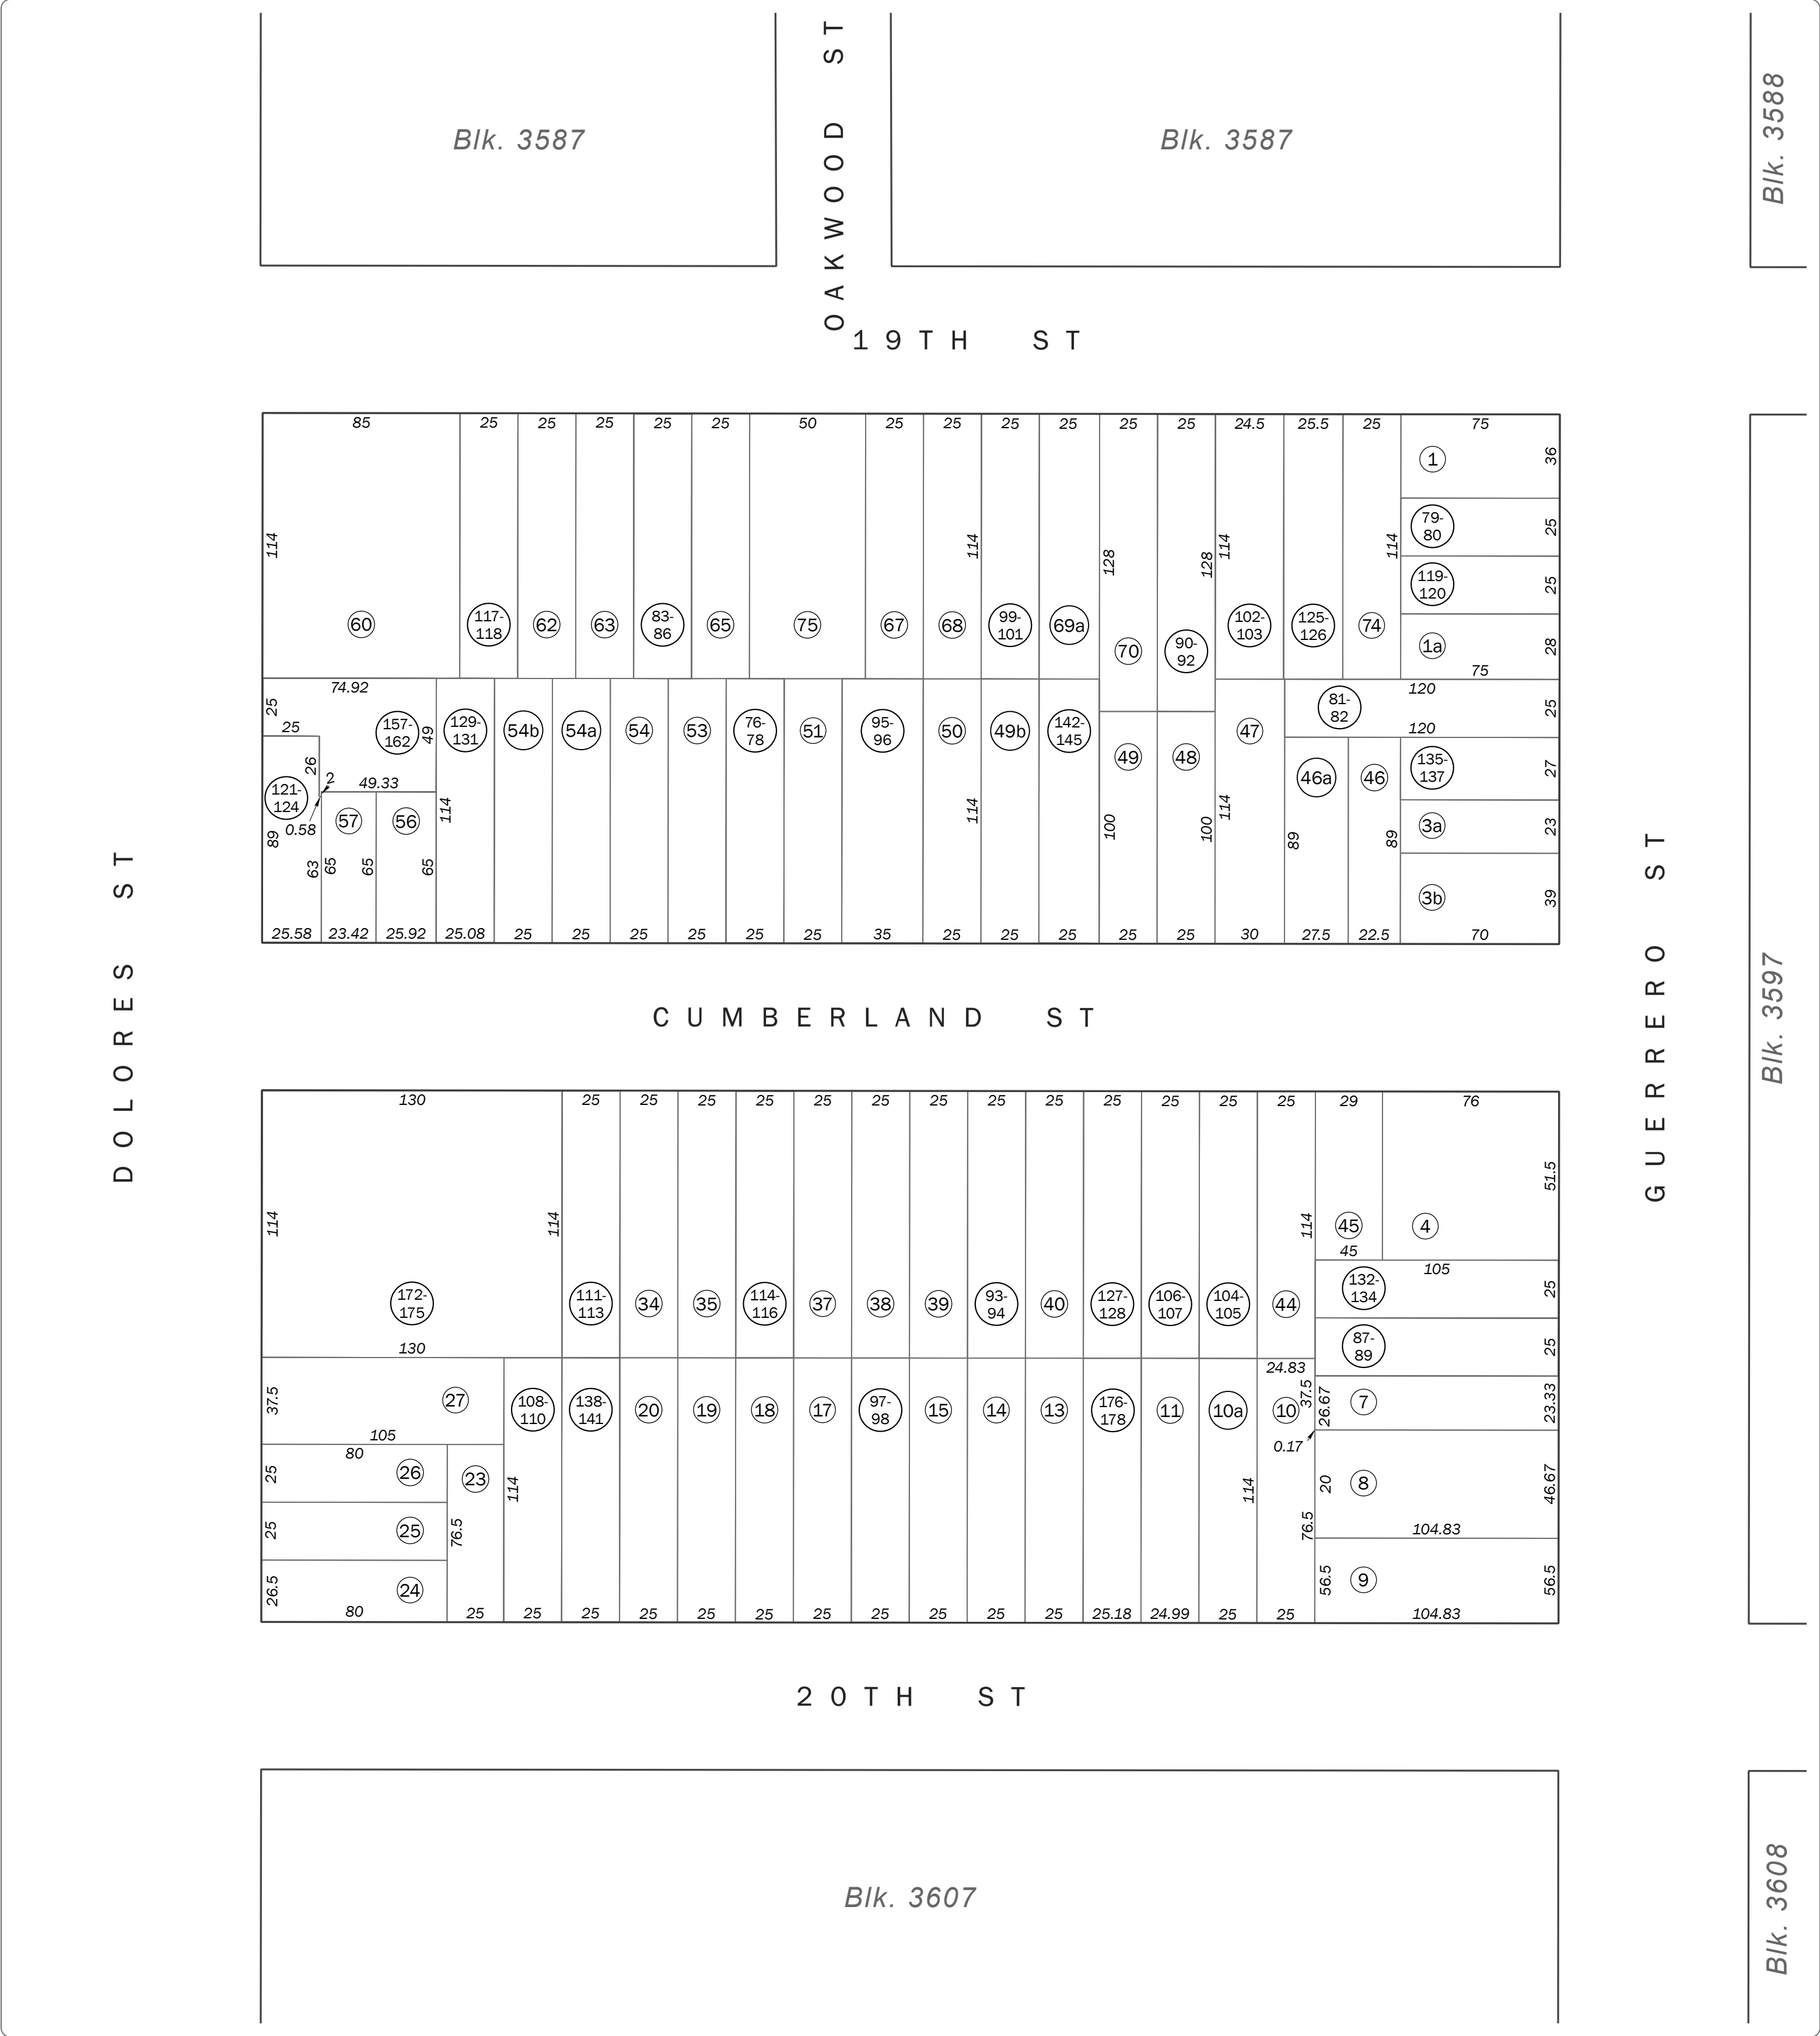 Blk. 3587
OAKWOOD ST
Blk. 3587
Blk. 3588
19TH ST
85 25 25 25 25 25 50 25 25 25 25 25 25 24.5 25.5 25 75
1 36
79-
80
25
114 114 128 128 114 114
119-
120
25
60
117-
118
62 63
83-
86
65 75 67 68
99-
101
69a 70
90-
92
102-
103
125-
126
74 1a 28
75
74.92
120
25
25
157-
162
49
129-
131
54b 54a 54 53
76-
78
51
95-
96
50 49b
142-
145
49 48 47
81-
82
25
120
26 2 49.33
121-
124
0.58
89
57 56
63 65 65 65
114 114 100 100 114
46a 46
89 89
135-
137
27
3a 23
3b 39
25.58 23.42 25.92 25.08 25 25 25 25 25 25 35 25 25 25 25 25 30 27.5 22.5 70
DOLORES ST
CUMBERLAND ST
GUERRERO ST
Blk. 3597
130 25 25 25 25 25 25 25 25 25 25 25 25 25 29 76
51.5
114 114 114
45 4
45
105
172-
175
111-
113
34 35
114-
116
37 38 39
93-
94
40
127-
128
106-
107
104-
105
44
132-
134
25
130
87-
89
25
24.83
37.5 27
105
108-
110
138-
141
20 19 18 17
97-
98
15 14 13
176-
178
11 10a 10
37.5 26.67 7 23.33
0.17
80
25 26 23
114 114
20 8 46.67
25 25
76.5 76.5
104.83
26.5 24
56.5 9 56.5
80 25 25 25 25 25 25 25 25 25 25 25 25.18 24.99 25 25 104.83
20TH ST
Blk. 3607
Blk. 3608